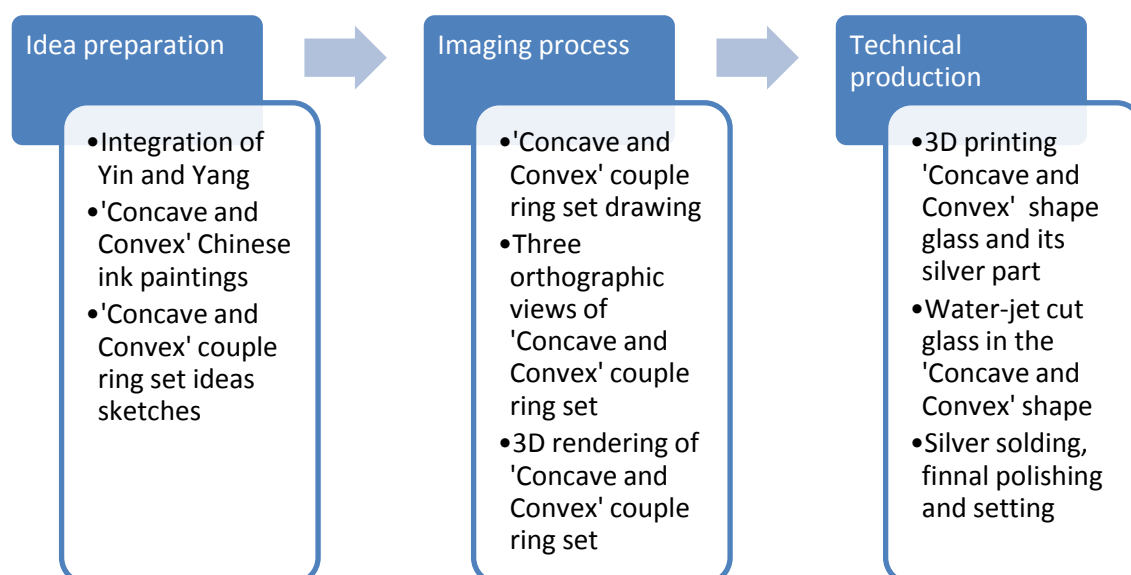 Idea preparation
•Integration of
Yin and Yang
•'Concave and
Convex' Chinese
ink paintings
•'Concave and
Convex' couple
ring set ideas
sketches
Imaging process
•'Concave and
Convex' couple
ring set drawing
•Three
orthographic
views of
'Concave and
Convex' couple
ring set
•3D rendering of
'Concave and
Convex' couple
ring set
Technical
production
•3D printing
'Concave and
Convex' shape
glass and its
silver part
•Water-jet cut
glass in the
'Concave and
Convex' shape
•Silver solding,
finnal polishing
and setting